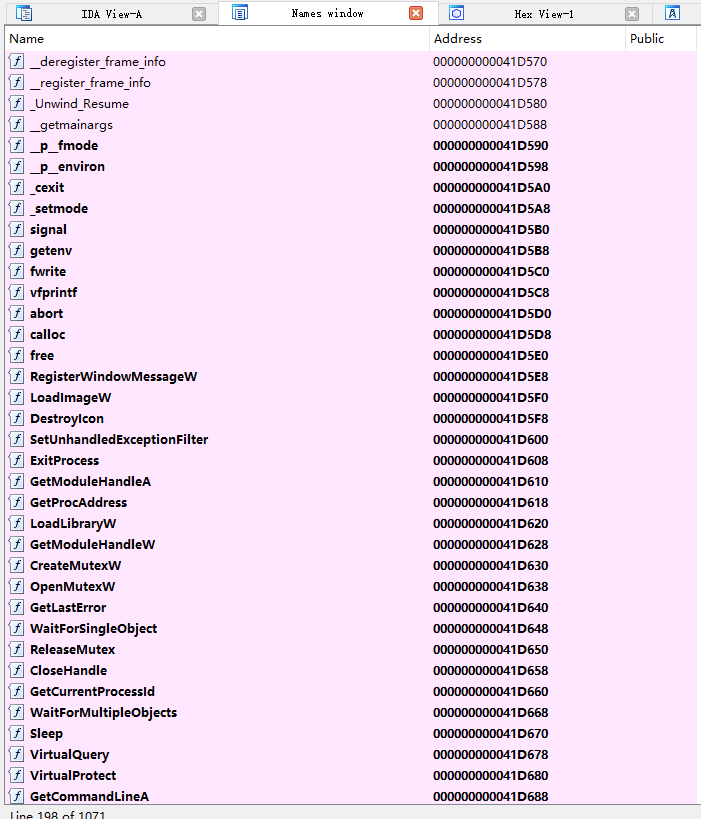 IDA View-A Names window Hex View-1
Name Address Public
__deregister_frame_info 000000000041D570
__register_frame_info 000000000041D578
_Unwind_Resume 000000000041D580
__getmainargs 000000000041D588
__p__fmode 000000000041D590
__p__environ 000000000041D598
_cexit 000000000041D5A0
_setmode 000000000041D5A8
signal 000000000041D5B0
getenv 000000000041D5B8
fwrite 000000000041D5C0
vfprintf 000000000041D5C8
abort 000000000041D5D0
calloc 000000000041D5D8
free 000000000041D5E0
RegisterWindowMessageW 000000000041D5E8
LoadImageW 000000000041D5F0
DestroyIcon 000000000041D5F8
SetUnhandledExceptionFilter 000000000041D600
ExitProcess 000000000041D608
GetModuleHandleA 000000000041D610
GetProcAddress 000000000041D618
LoadLibraryW 000000000041D620
GetModuleHandleW 000000000041D628
CreateMutexW 000000000041D630
OpenMutexW 000000000041D638
GetLastError 000000000041D640
WaitForSingleObject 000000000041D648
ReleaseMutex 000000000041D650
CloseHandle 000000000041D658
GetCurrentProcessId 000000000041D660
WaitForMultipleObjects 000000000041D668
Sleep 000000000041D670
VirtualQuery 000000000041D678
VirtualProtect 000000000041D680
GetCommandLineA 000000000041D688
Line 198 of 1071